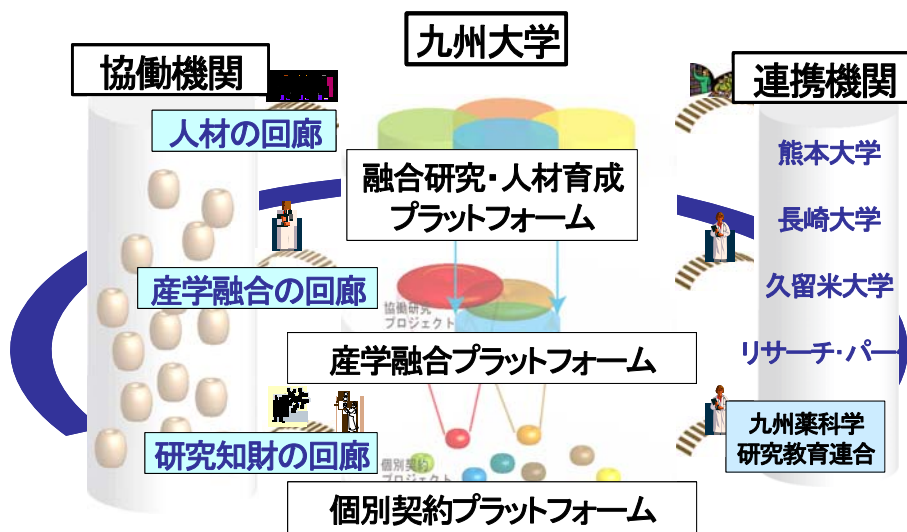 九州大学
協働機関
連携機関
人材の回廊
熊本大学
融合研究・人材育成
プラットフォーム
長崎大学
産学融合の回廊
久留米大学
協働研究
プロジェクト
産学融合プラットフォーム
リサーチ・パーク
九州薬科学
研究教育連合
研究知財の回廊
個別契約
プロジェクト
個別契約プラットフォーム